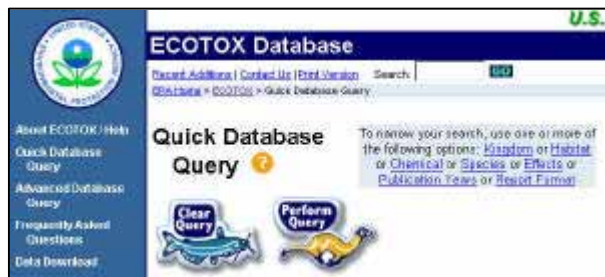 U.S.
ECOTOX Database
Recent Additions | Contact Us | Print Version Search: GO
EPA Home > ECOTOX > Quick Database Query
About ECOTOX/Help
Quick Database
Query
Advanced Database
Query
Frequently Asked
Questions
Data Download
Quick Database
Query ?
To narrow your search, use one or more of
the following options: Kingdom or Habitat
or Chemical or Species or Effects or
Publication Years or Report Format
Clear
Query
Perform
Query